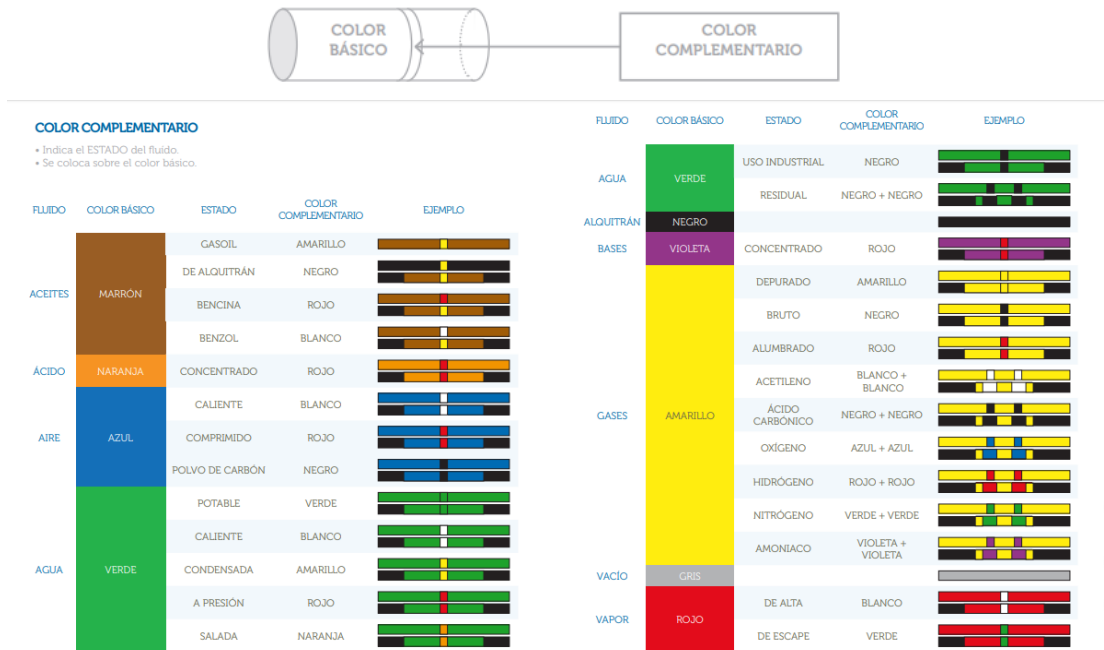 COLOR
BÁSICO
COLOR
COMPLEMENTARIO
COLOR COMPLEMENTARIO
• Indica el ESTADO del fluido.
• Se coloca sobre el color básico.
FLUIDO COLOR BÁSICO ESTADO COLOR COMPLEMENTARIO EJEMPLO
ACEITES MARRÓN
GASOIL AMARILLO
DE ALQUITRÁN NEGRO
BENCINA ROJO
BENZOL BLANCO
ÁCIDO NARANJA CONCENTRADO ROJO
AIRE AZUL
CALIENTE BLANCO
COMPRIMIDO ROJO
POLVO DE CARBÓN NEGRO
AGUA VERDE
POTABLE VERDE
CALIENTE BLANCO
CONDENSADA AMARILLO
A PRESIÓN ROJO
SALADA NARANJA
FLUIDO COLOR BÁSICO ESTADO COLOR COMPLEMENTARIO EJEMPLO
AGUA VERDE
USO INDUSTRIAL NEGRO
RESIDUAL NEGRO + NEGRO
ALQUITRÁN NEGRO
BASES VIOLETA CONCENTRADO ROJO
GASES AMARILLO
DEPURADO AMARILLO
BRUTO NEGRO
ALUMBRADO ROJO
ACETILENO BLANCO + BLANCO
ÁCIDO CARBÓNICO NEGRO + NEGRO
OXÍGENO AZUL + AZUL
HIDRÓGENO ROJO + ROJO
NITRÓGENO VERDE + VERDE
AMONIACO VIOLETA + VIOLETA
VACÍO GRIS
VAPOR ROJO
DE ALTA BLANCO
DE ESCAPE VERDE